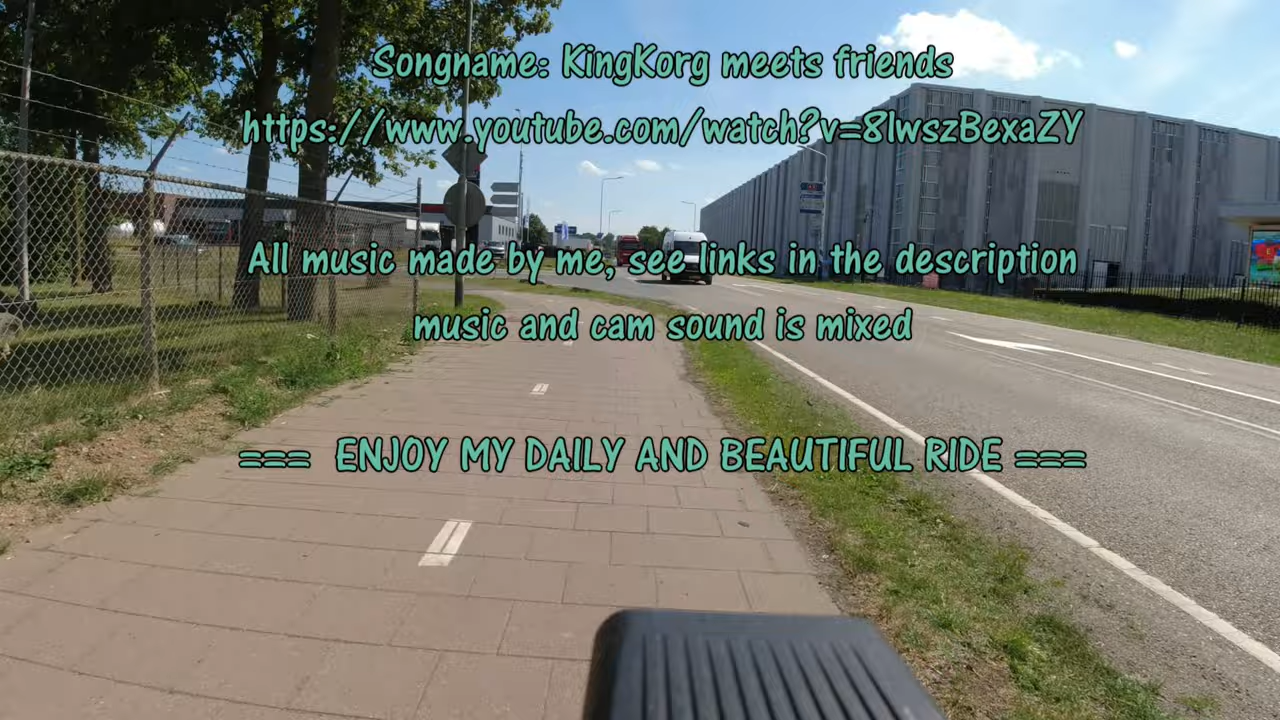 Songname: KingKorg meets friends
https://www.youtube.com/watch?v=8lwszBexaZY
All music made by me, see links in the description
music and cam sound is mixed
=== ENJOY MY DAILY AND BEAUTIFUL RIDE ===